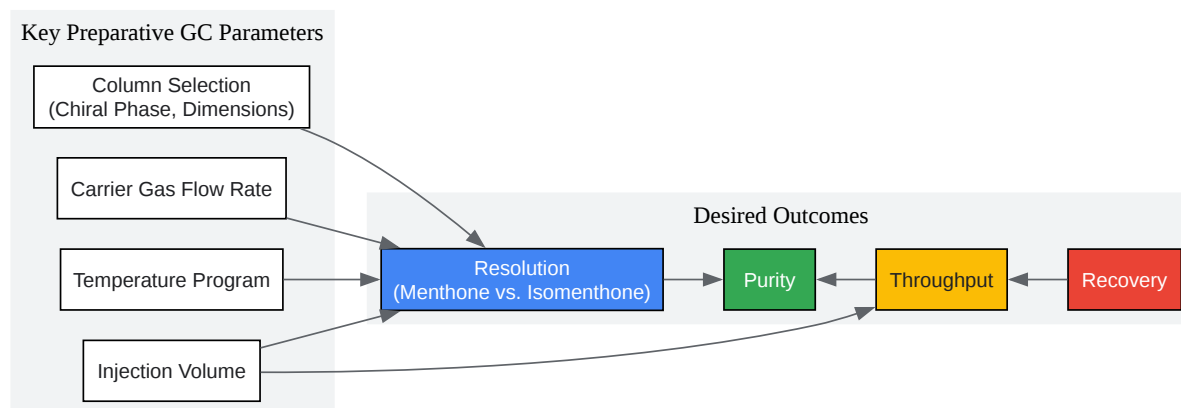 Key Preparative GC Parameters
Column Selection
(Chiral Phase, Dimensions)
Carrier Gas Flow Rate
Temperature Program
Injection Volume
Desired Outcomes
Resolution
(Menthone vs. Isomenthone)
Purity
Throughput
Recovery